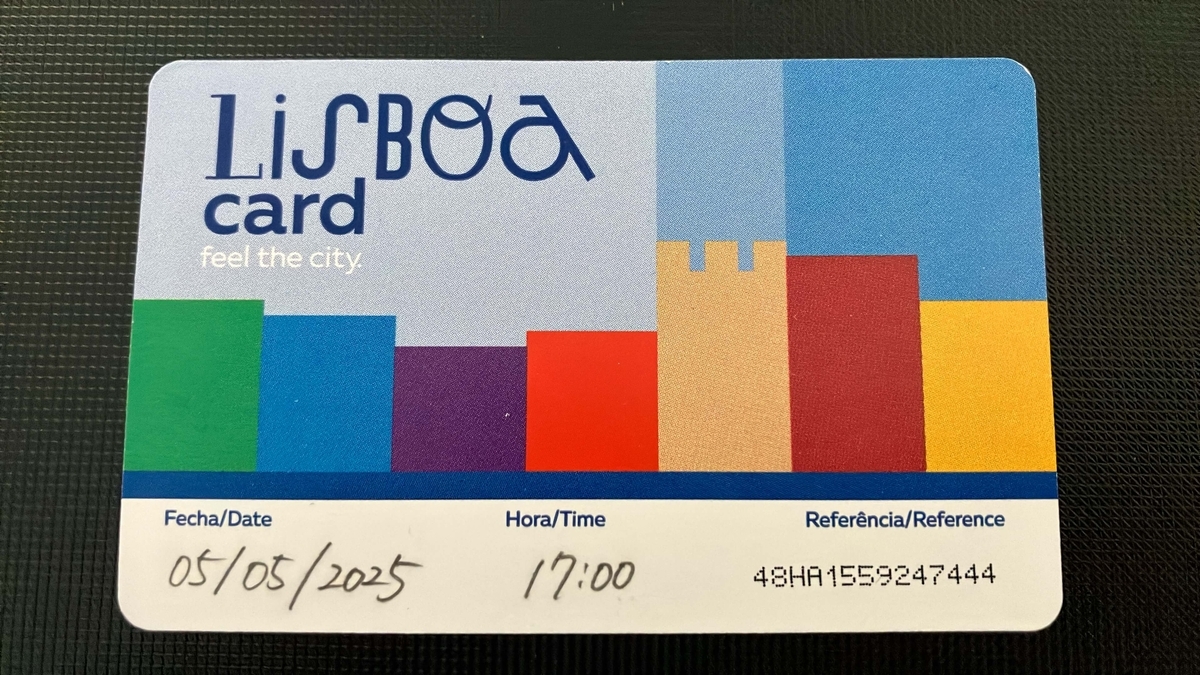 LiSBOa
card
feel the city.
Fecha/Date Hora/Time Referência/Reference
05/05/2025 17:00 48HA1559247444